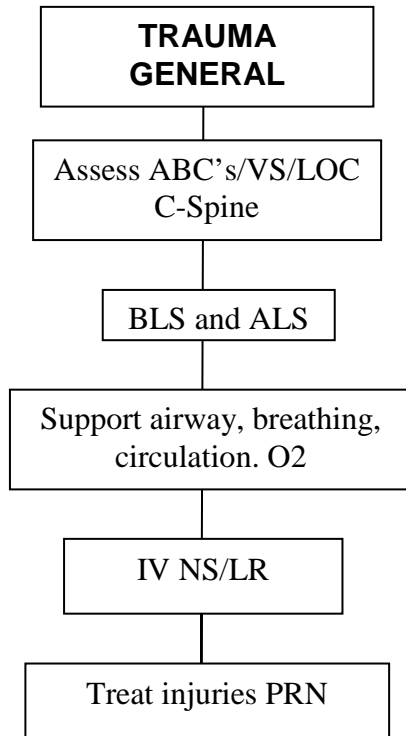 TRAUMA
GENERAL
Assess ABC’s/VS/LOC
C-Spine
BLS and ALS
Support airway, breathing,
circulation. O2
IV NS/LR
Treat injuries PRN